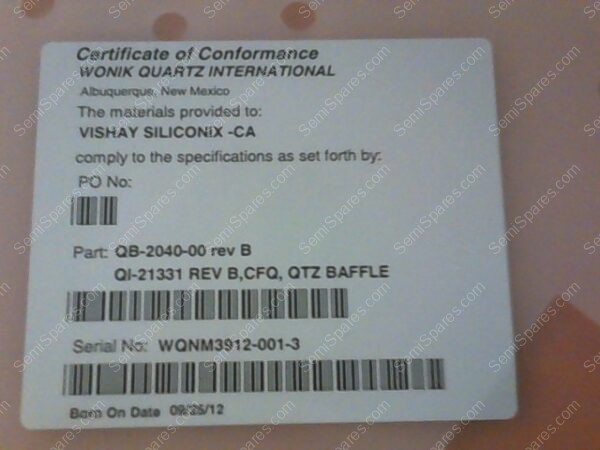 Certificate of Conformance
WONIK QUARTZ INTERNATIONAL
Albuquerque, New Mexico
The materials provided to:
VISHAY SILICONiX -CA
comply to the specifications as set forth by:
PO No:
Part: QB-2040-00 rev B
QI-21331 REV B,CFQ, QTZ BAFFLE
Serial No: WQNM3912-001-3
Born On Date 09/25/12
SemiSpares.com